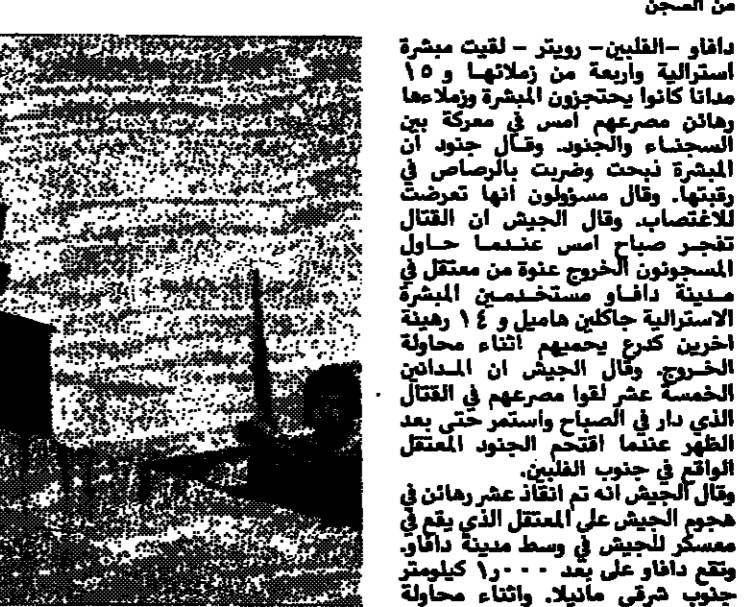 من السجن
دافاو –الفلبين– رويتر – لقيت مبشرة
استرالية واربعة من زملائها و ١٥
مدانا كانوا يحتجزون المبشرة وزملاءها
رهائن مصرعهم امس في معركة بين
السجناء والجنود. وقال جنود ان
المبشرة ذبحت وضربت بالرصاص في
رقبتها. وقال مسؤولون انها تعرضت
للاغتصاب. وقال الجيش ان القتال
تفجر صباح امس عندما حاول
المسجونون الخروج عنوة من معتقل في
مدينة دافاو مستخدمين المبشرة
الاسترالية جاكلين هاميل و ١٤ رهينة
اخرين كدرع يحميهم اثناء محاولة
الخروج. وقال الجيش ان المدانين
الخمسة عشر لقوا مصرعهم في القتال
الذي دار في الصباح واستمر حتى بعد
الظهر عندما اقتحم الجنود المعتقل
الواقع في جنوب الفلبين.
وقال الجيش انه تم انقاذ عشر رهائن في
هجوم الجيش على المعتقل الذي يقع في
معسكر للجيش في وسط مدينة دافاو.
وتقع دافاو على بعد ٠٠٠ر١ كيلومتر
جنوب شرقي مانيلا. واثناء محاولة